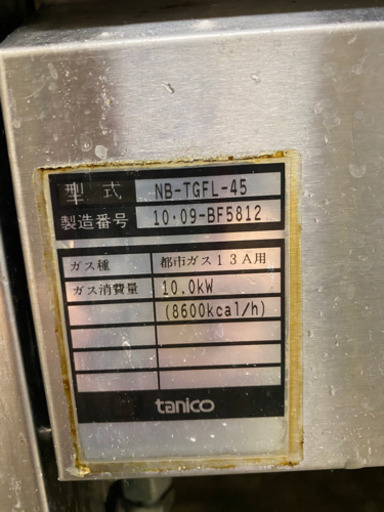 型式 NB-TGFL-45
製造番号 10・09-BF5812
ガス種 都市ガス13A用
ガス消費量 10.0kW
(8600kcal/h)
tanico